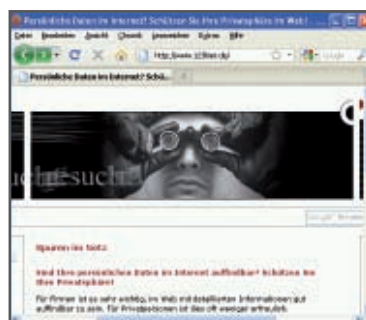 Persönliche Daten im Internet? Schützen Sie Ihre Privatsphäre im Web!
Datei Bearbeiten Ansicht Chronik Lesezeichen Extras Hilfe
Persönliche Daten im Internet? Schü...
suche
Spuren im Netz
Sind Ihre persönlichen Daten im Internet auffindbar? Schützen Sie
Ihre Privatsphäre!
Für Firmen ist es sehr wichtig, im Web mit detaillierten Informationen gut
auffindbar zu sein. Für Privatpersonen ist dies oft weniger erfreulich.